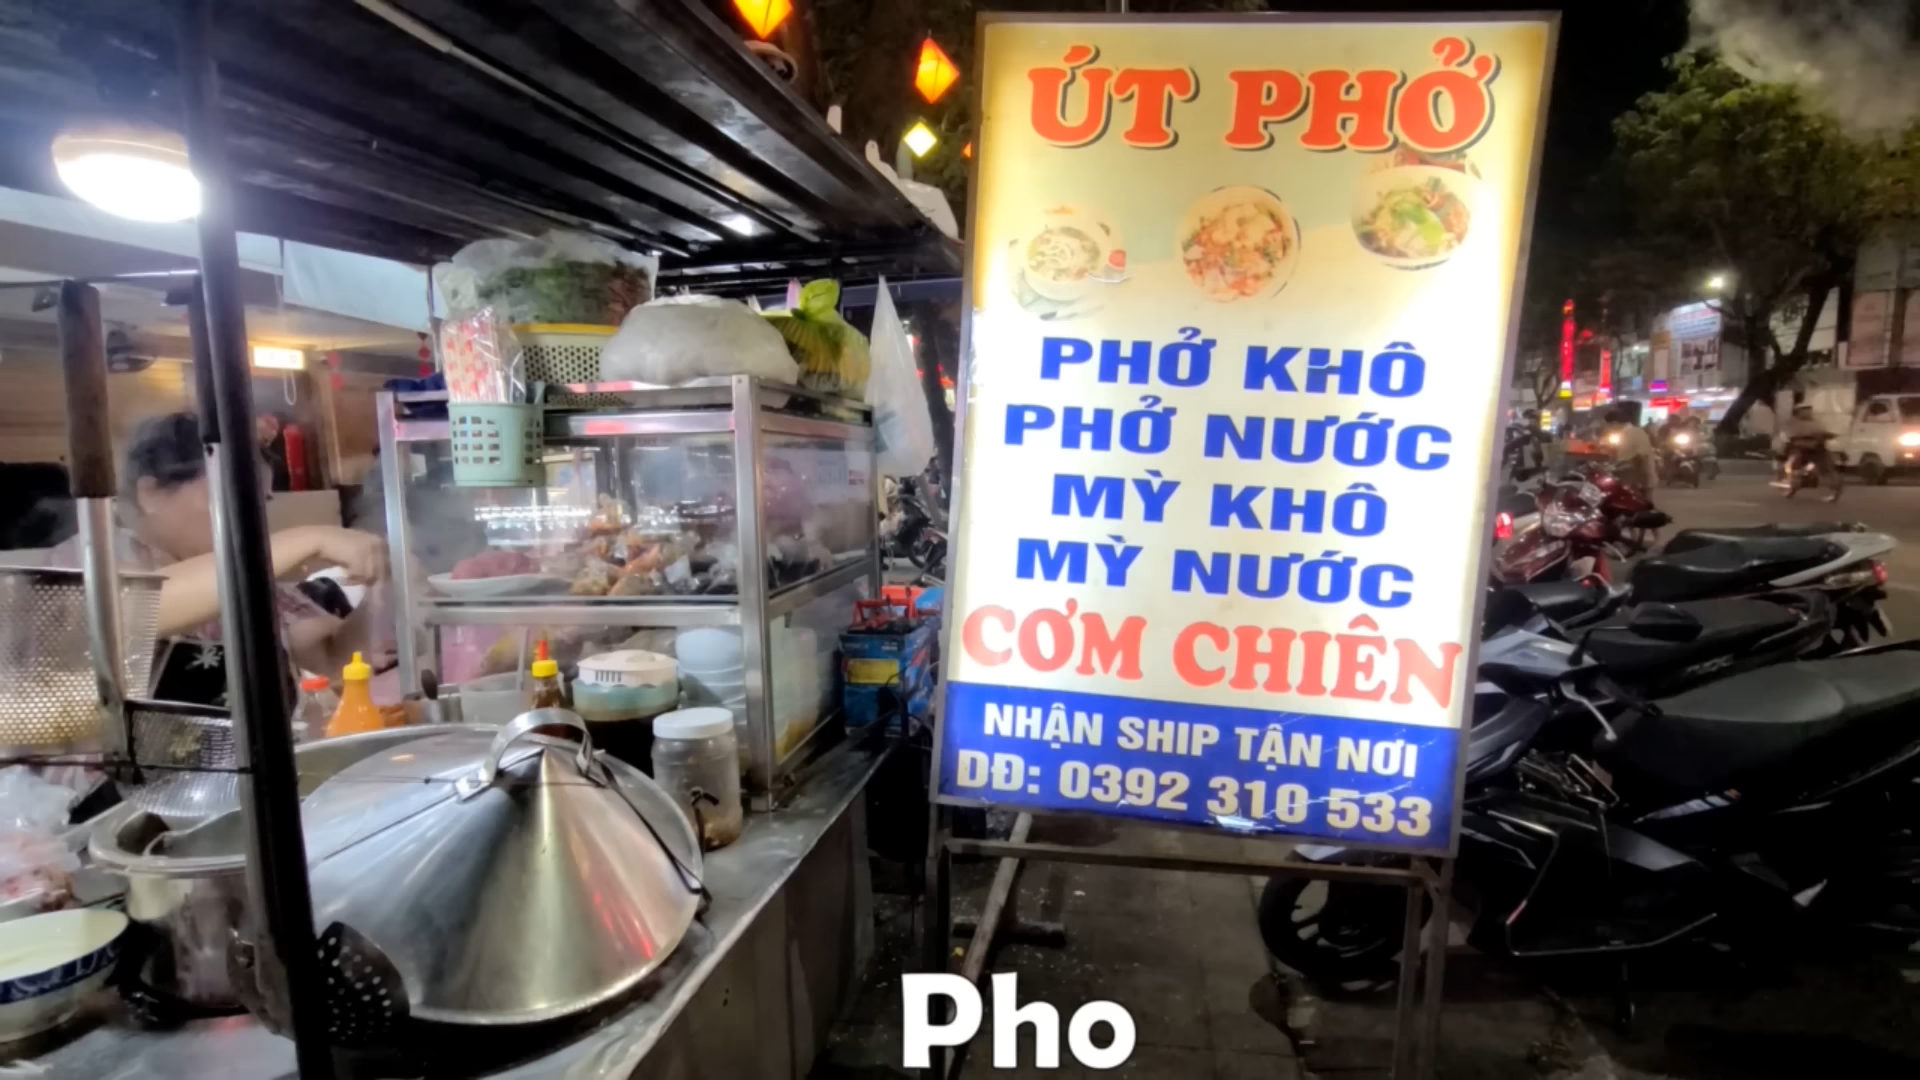 ÚT PHỞ
PHỞ KHÔ
PHỞ NƯỚC
MỲ KHÔ
MỲ NƯỚC
CƠM CHIÊN
NHẬN SHIP TẬN NƠI
DĐ: 0392 310 533
Pho